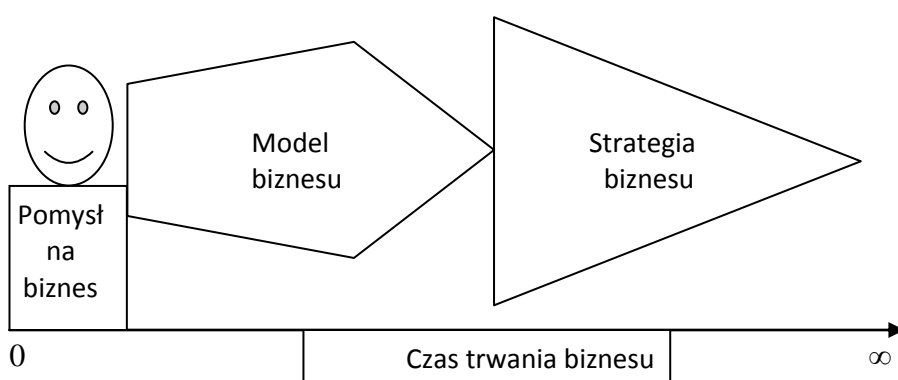 Model
biznesu
Strategia
biznesu
Pomysł
na
biznes
0
Czas trwania biznesu
∞